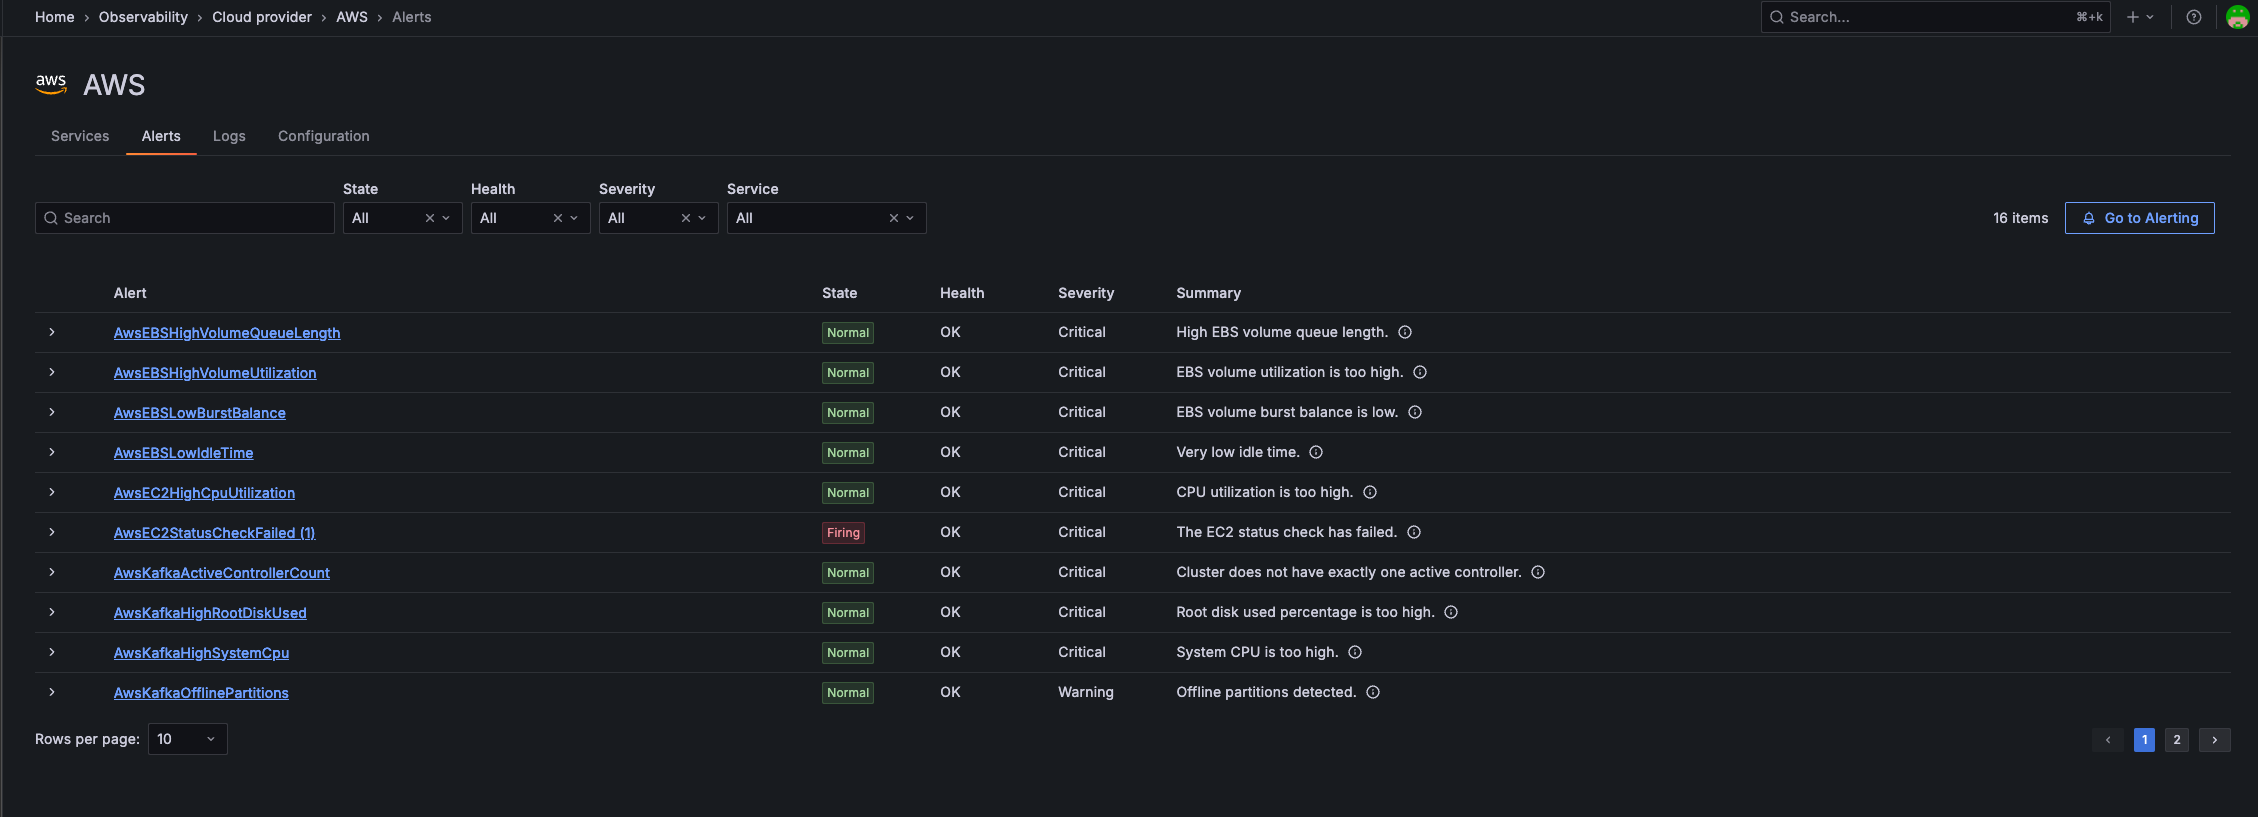 Home › Observability › Cloud provider › AWS › Alerts
Search... ⌘+k
aws AWS
Services Alerts Logs Configuration
State Health Severity Service
Search All All All All 16 items Go to Alerting
Alert State Health Severity Summary
AwsEBSHighVolumeQueueLength Normal OK Critical High EBS volume queue length.
AwsEBSHighVolumeUtilization Normal OK Critical EBS volume utilization is too high.
AwsEBSLowBurstBalance Normal OK Critical EBS volume burst balance is low.
AwsEBSLowIdleTime Normal OK Critical Very low idle time.
AwsEC2HighCpuUtilization Normal OK Critical CPU utilization is too high.
AwsEC2StatusCheckFailed (1) Firing OK Critical The EC2 status check has failed.
AwsKafkaActiveControllerCount Normal OK Critical Cluster does not have exactly one active controller.
AwsKafkaHighRootDiskUsed Normal OK Critical Root disk used percentage is too high.
AwsKafkaHighSystemCpu Normal OK Critical System CPU is too high.
AwsKafkaOfflinePartitions Normal OK Warning Offline partitions detected.
Rows per page: 10 1 2